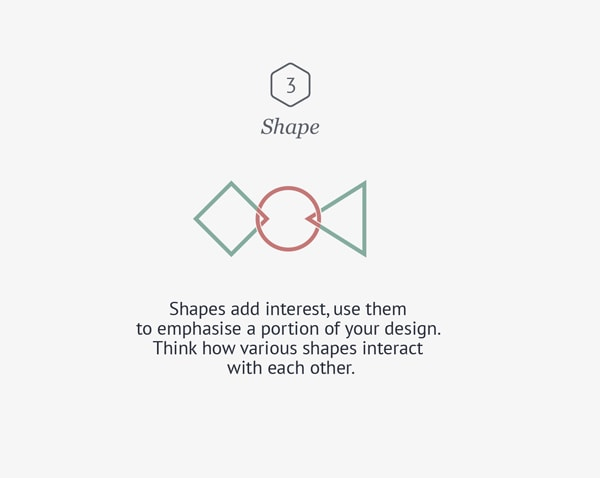 3
Shape
Shapes add interest, use them
to emphasise a portion of your design.
Think how various shapes interact
with each other.